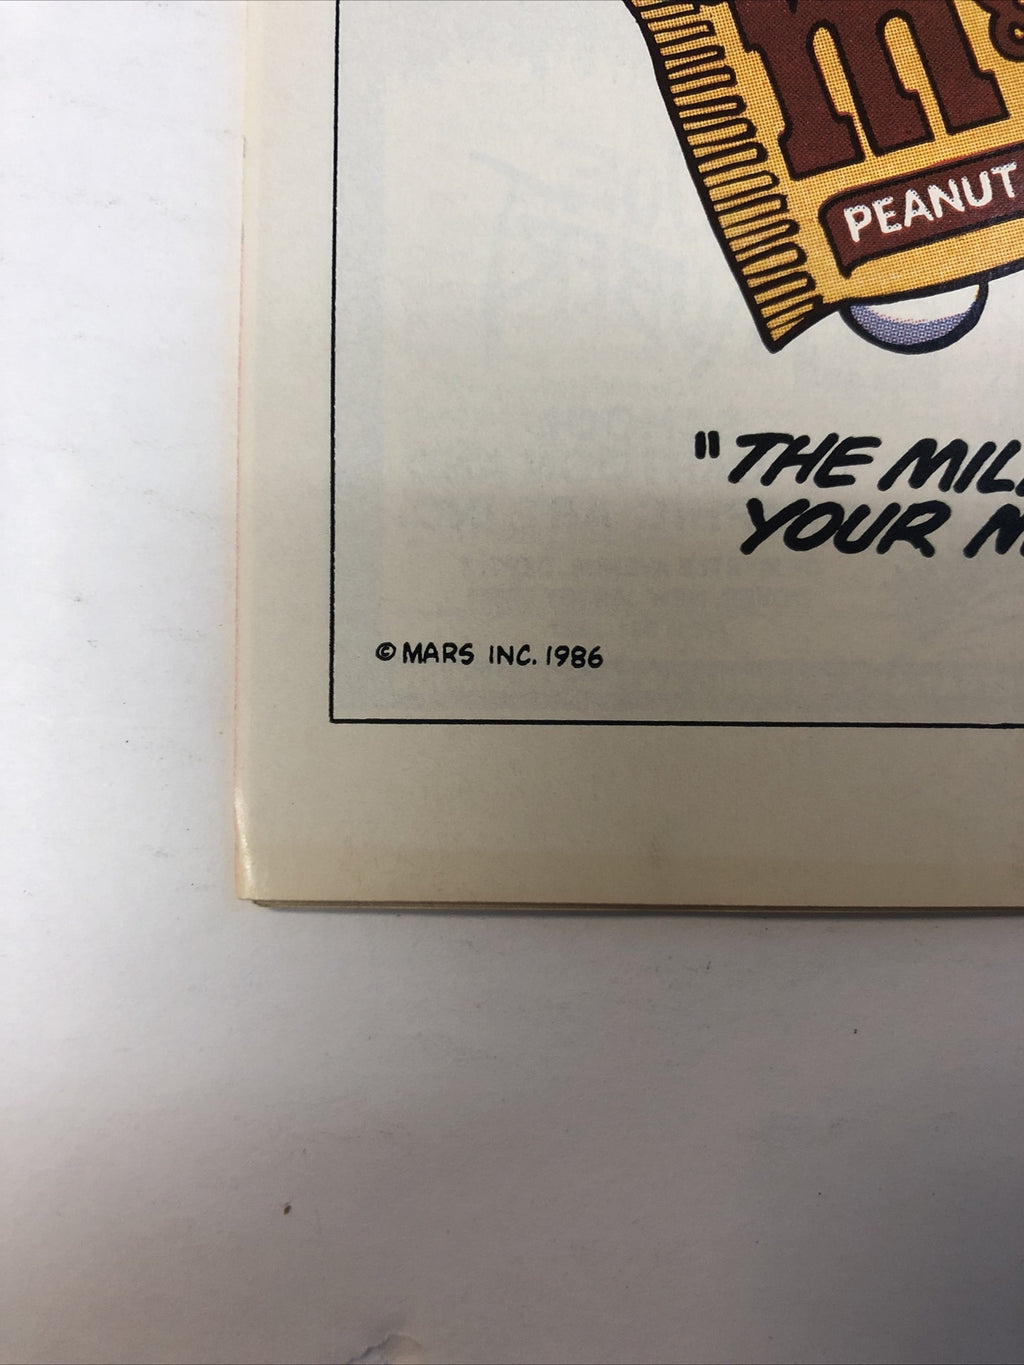 m &
PEANUT
"THE MIL
YOUR
© MARS INC. 1986